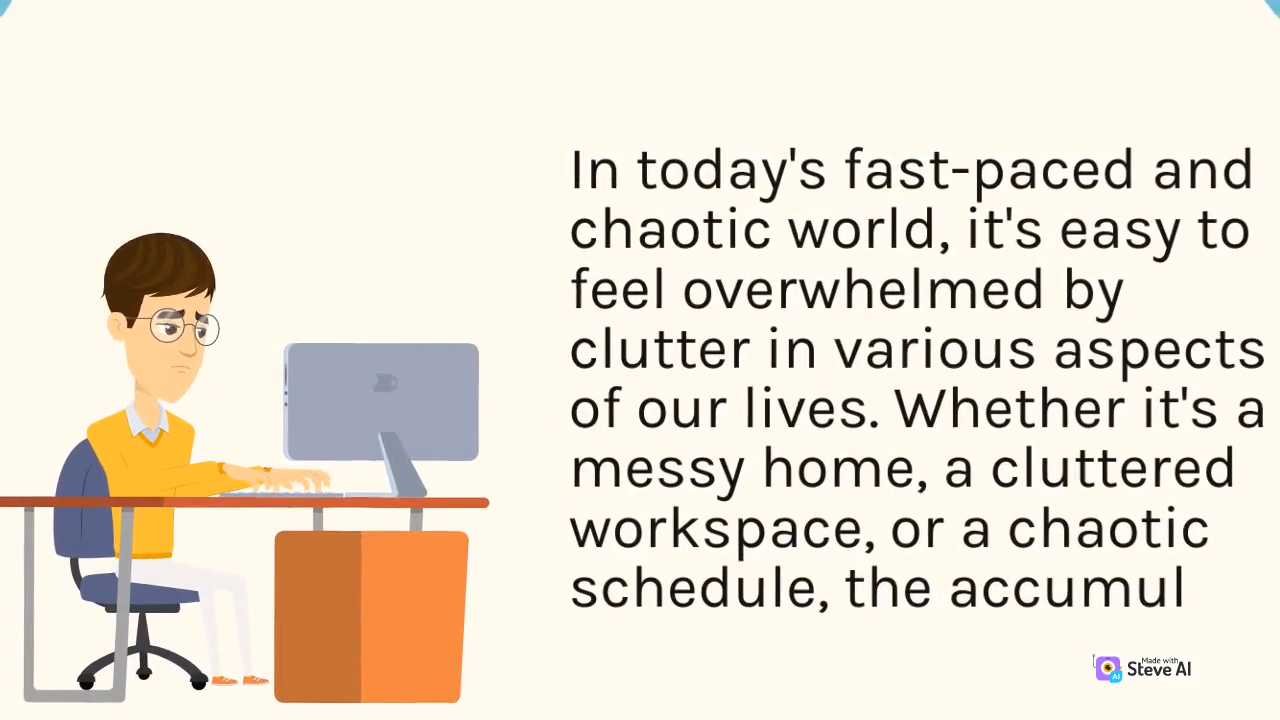 In today's fast-paced and
chaotic world, it's easy to
feel overwhelmed by
clutter in various aspects
of our lives. Whether it's a
messy home, a cluttered
workspace, or a chaotic
schedule, the accumul
Made with
Steve AI
AI